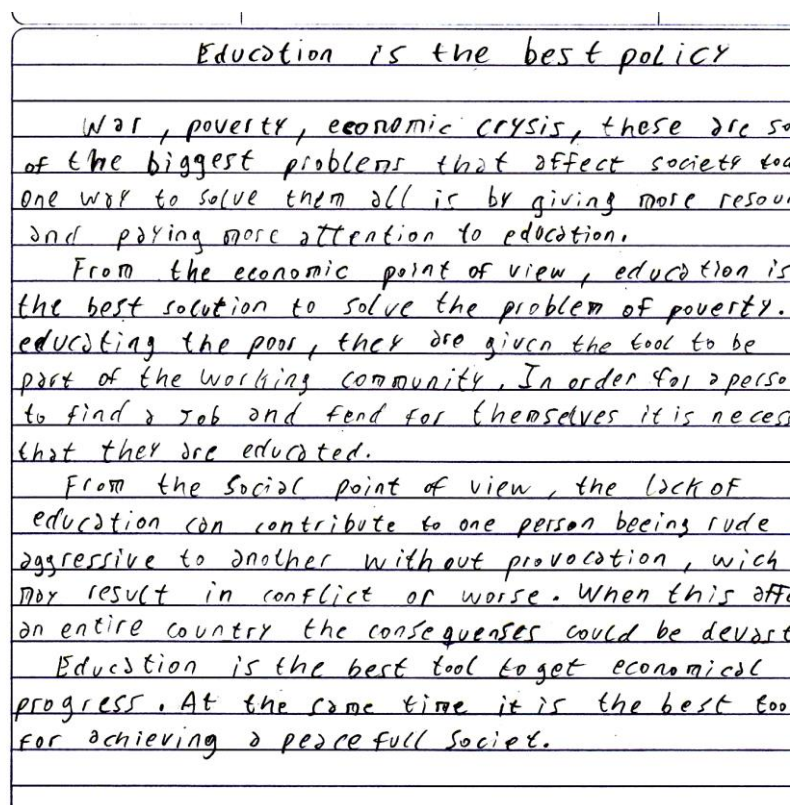 Education is the best policy
War, poverty, economic crysis, these are so
of the biggest problems that affect society tod
one way to solve them all is by giving more resour
and paying more attention to education.
From the economic point of view, education is
the best solution to solve the problem of poverty.
educating the poor, they are given the tool to be
part of the working community. In order for a perso
to find a job and fend for themselves it is necess
that they are educated.
From the social point of view, the lack of
education can contribute to one person beeing rude
aggressive to another without provocation, wich
may result in conflict or worse. When this affe
an entire country the consequenses could be devast
Education is the best tool to get economical
progress. At the same time it is the best too
for achieving a peacefull societ.